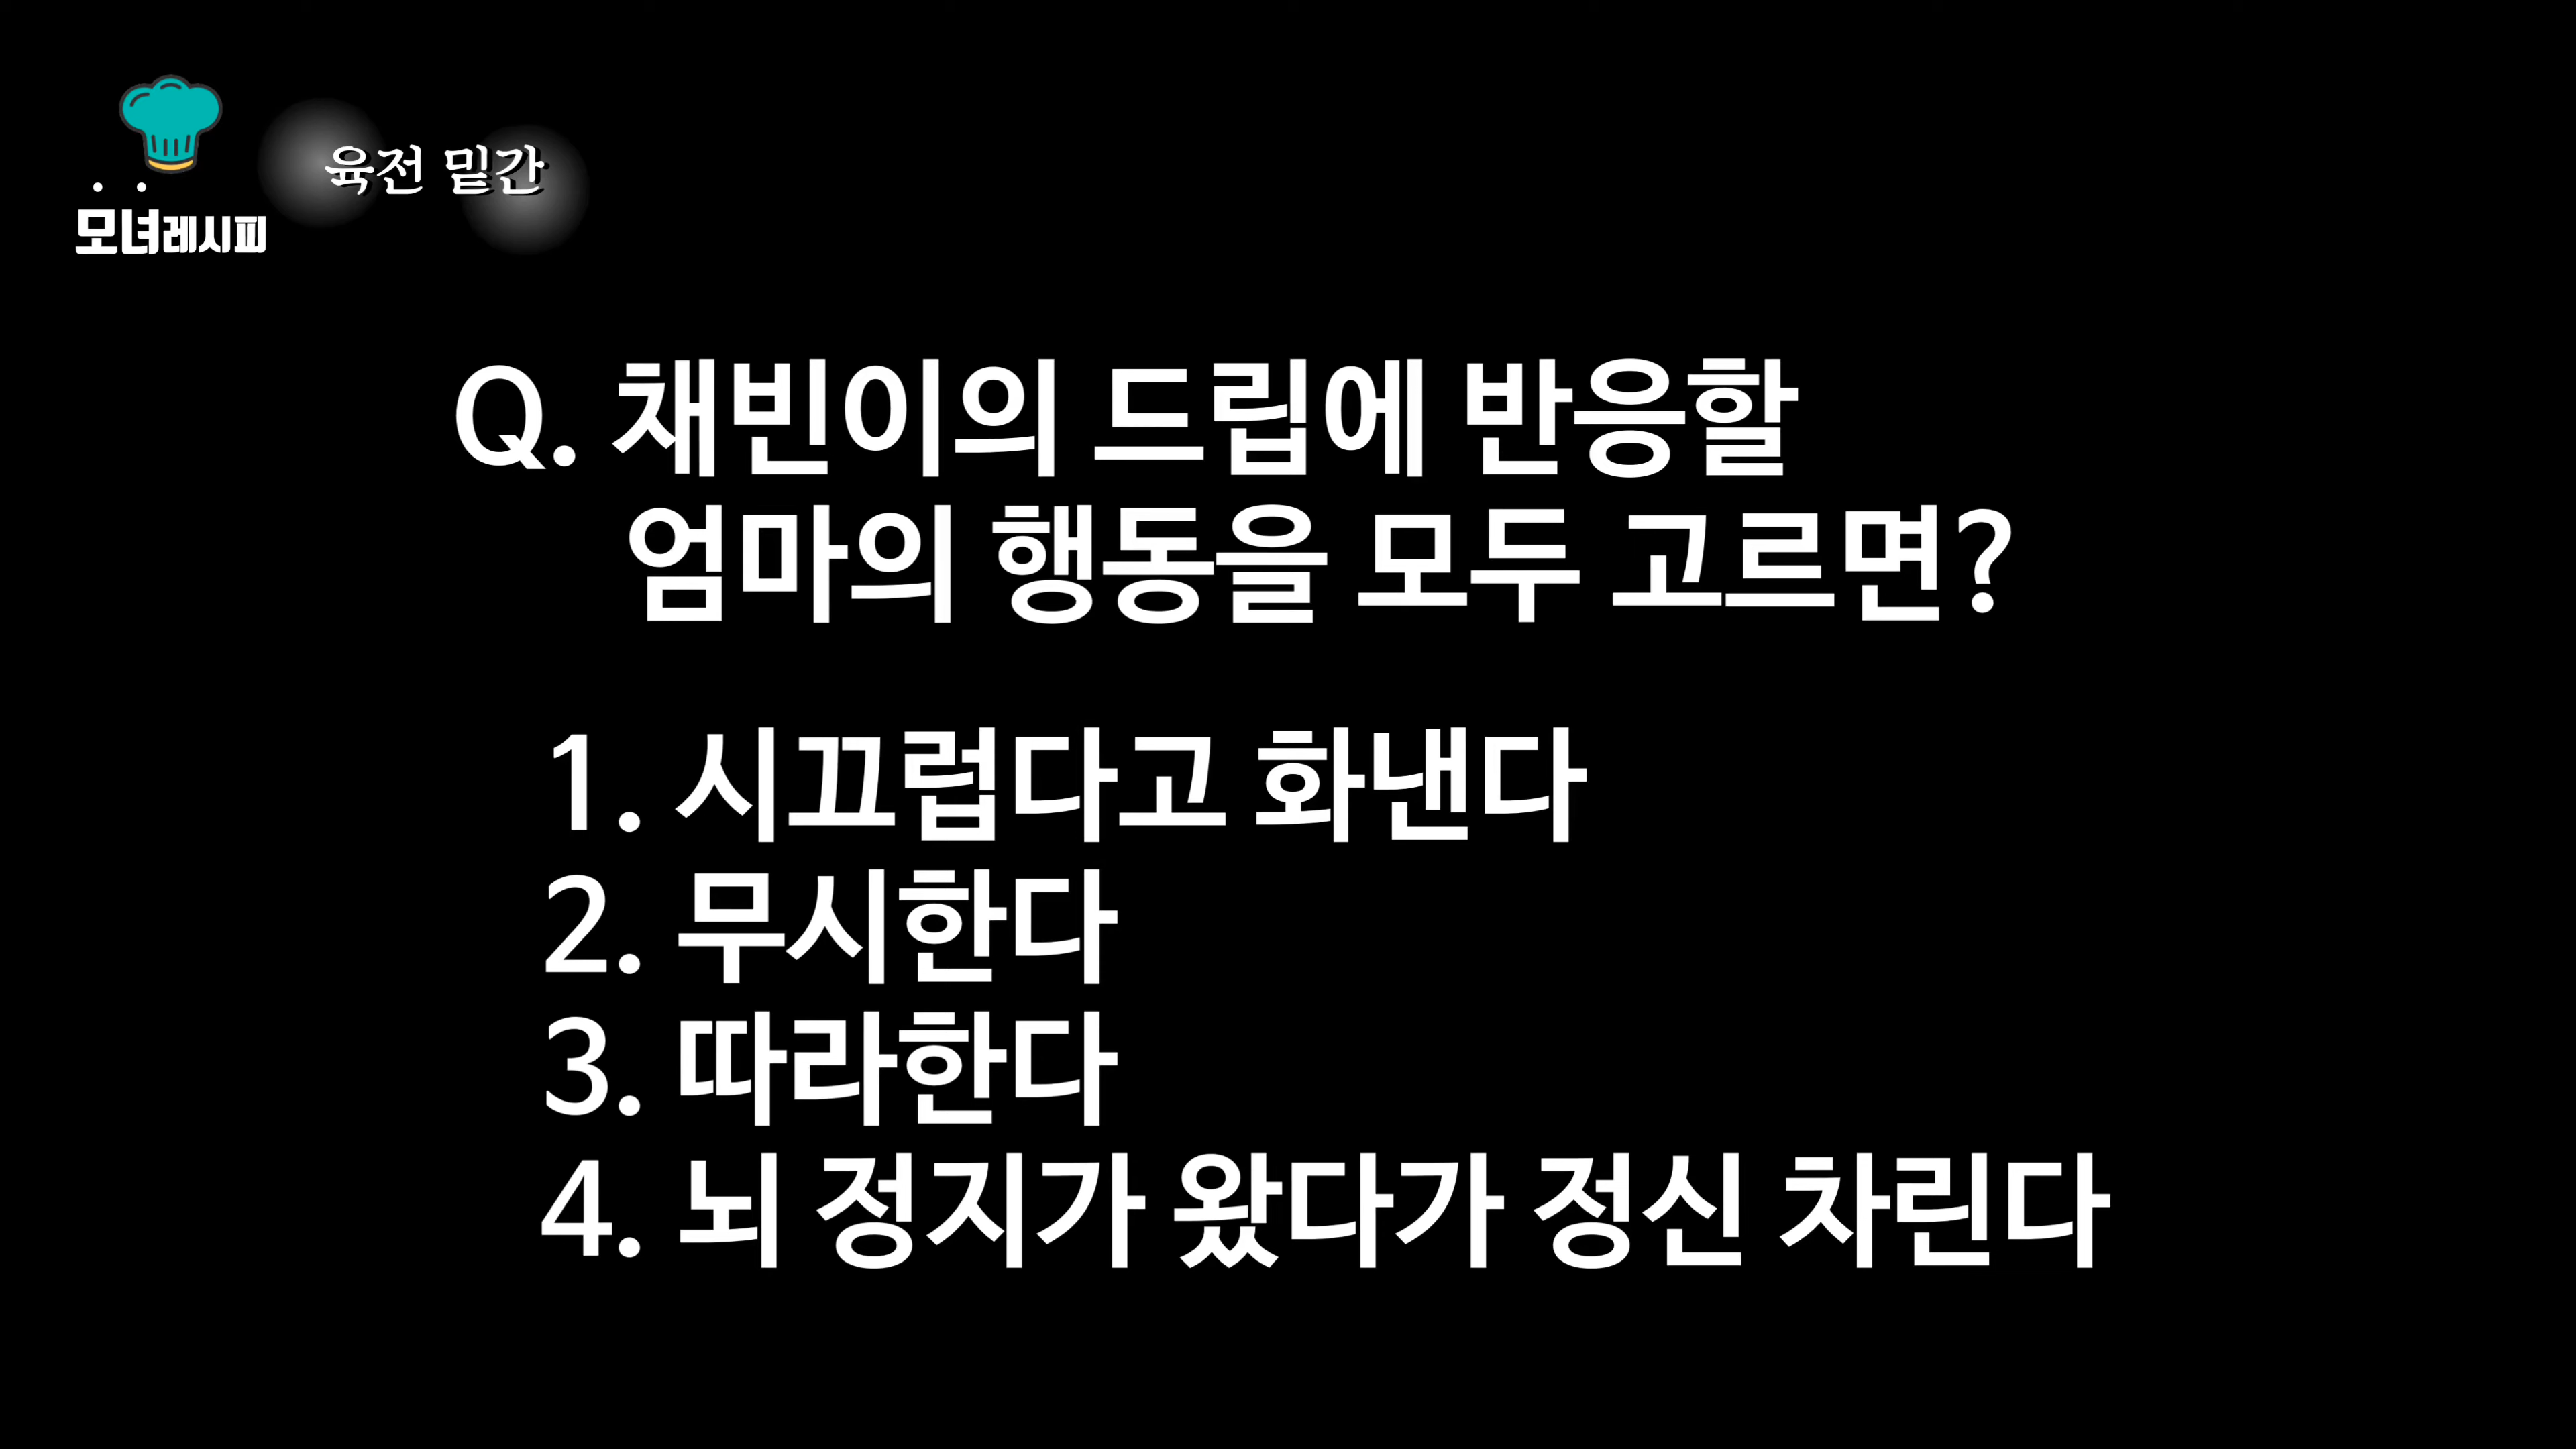 육전 밑간
모녀레시피
Q. 채빈이의 드립에 반응할
엄마의 행동을 모두 고르면?
1. 시끄럽다고 화낸다
2. 무시한다
3. 따라한다
4. 뇌 정지가 왔다가 정신 차린다